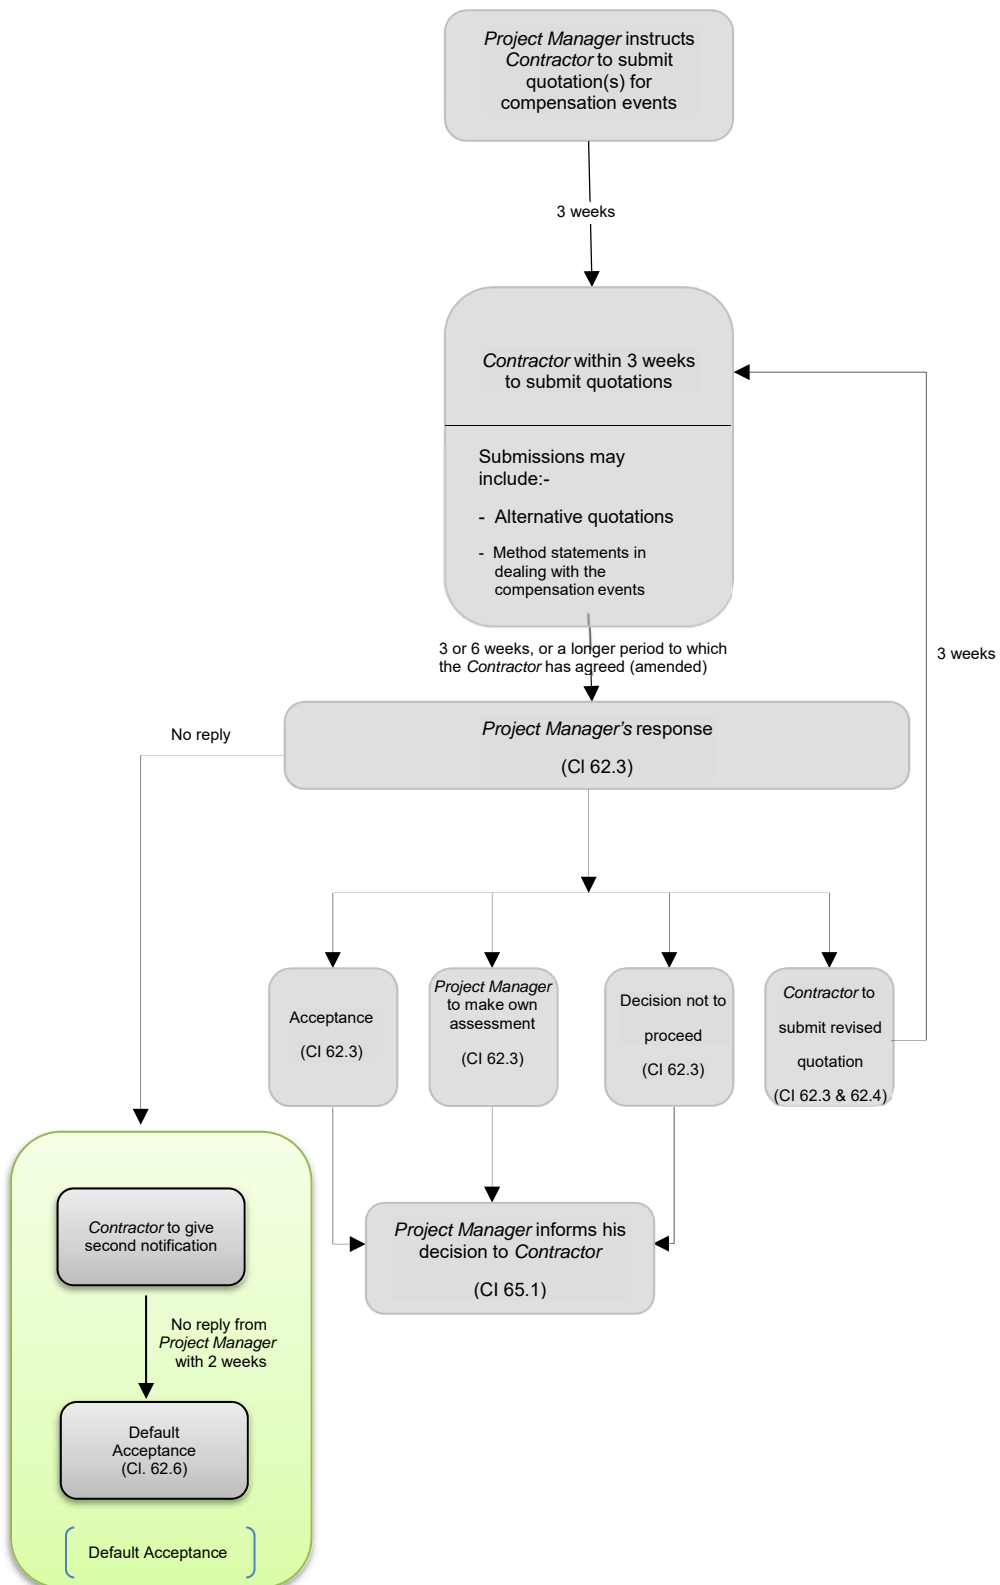 Project Manager instructs
Contractor to submit
quotation(s) for
compensation events
3 weeks
Contractor within 3 weeks
to submit quotations
Submissions may
include:-
- Alternative quotations
- Method statements in
dealing with the
compensation events
3 or 6 weeks, or a longer period to which
the Contractor has agreed (amended)
3 weeks
No reply
Project Manager's response
(Cl 62.3)
Acceptance
(Cl 62.3)
Project Manager
to make own
assessment
(Cl 62.3)
Decision not to
proceed
(Cl 62.3)
Contractor to
submit revised
quotation
(Cl 62.3 & 62.4)
Project Manager informs his
decision to Contractor
(Cl 65.1)
Contractor to give
second notification
No reply from
Project Manager
with 2 weeks
Default
Acceptance
(Cl. 62.6)
Default Acceptance